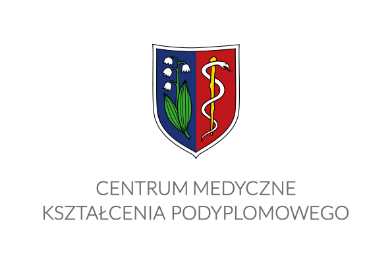 CENTRUM MEDYCZNE
KSZTAŁCENIA PODYPLOMOWEGO